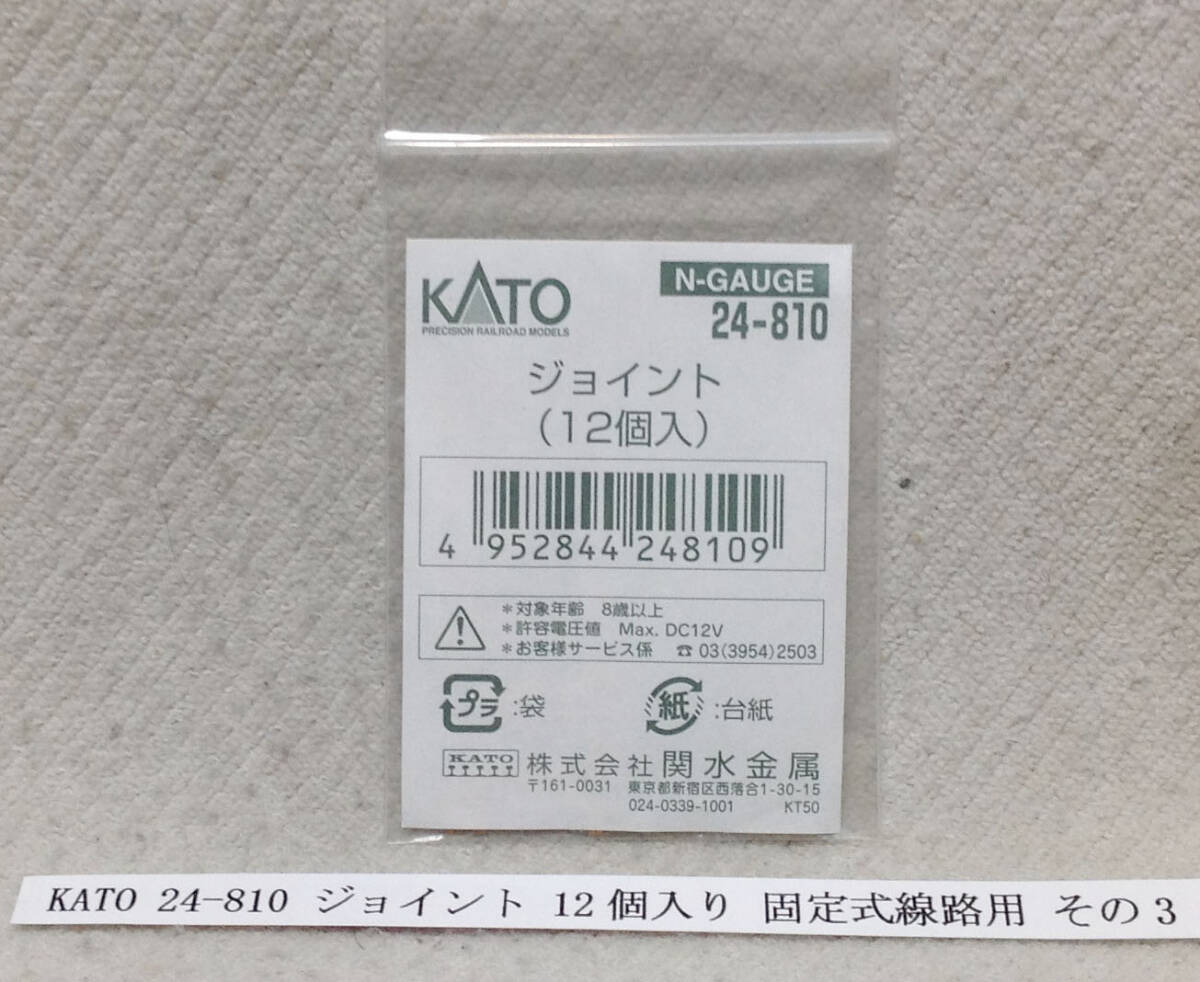 KATO
PRECISION RAILROAD MODELS
N-GAUGE
24-810
ジョイント
(12個入)
4 952844 248109
*対象年齢 8歳以上
*許容電圧値 Max. DC12V
*お客様サービス係 ☎ 03(3954)2503
プラ:袋
紙:台紙
KATO 株式会社関水金属
〒161-0031 東京都新宿区西落合1-30-15
024-0339-1001 KT50
KATO 24-810 ジョイント 12個入り 固定式線路用 その3